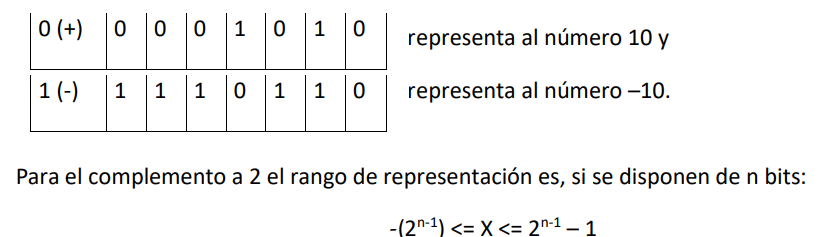 0 (+) 0 0 0 1 0 1 0 representa al número 10 y
1 (-) 1 1 1 0 1 1 0 representa al número –10.
Para el complemento a 2 el rango de representación es, si se disponen de n bits:
-(2ⁿ⁻¹) <= X <= 2ⁿ⁻¹ – 1